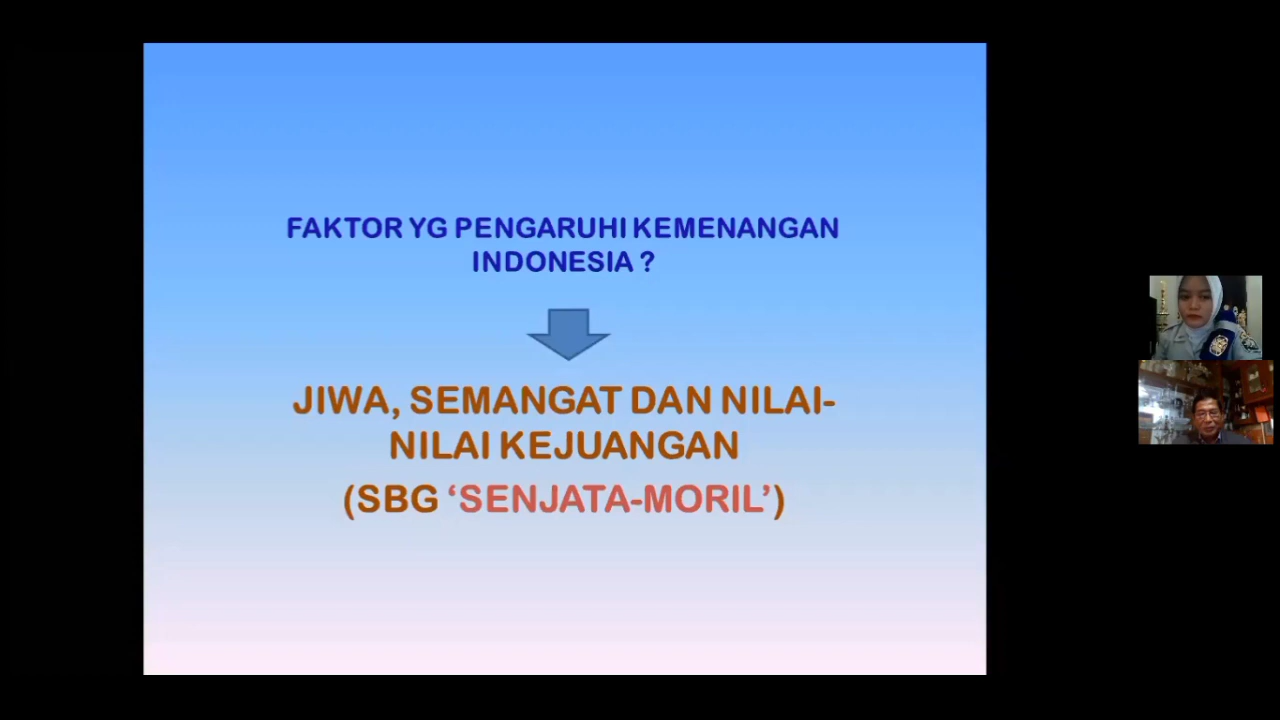 FAKTOR YG PENGARUHI KEMENANGAN
INDONESIA ?
JIWA, SEMANGAT DAN NILAI-
NILAI KEJUANGAN
(SBG ‘SENJATA-MORIL’)